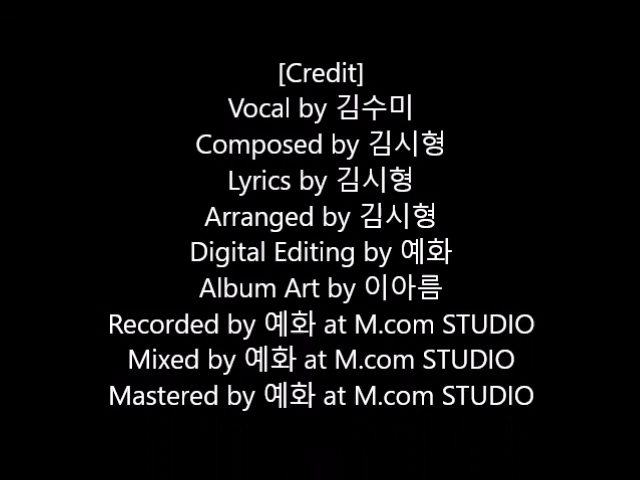 [Credit]
Vocal by 김수미
Composed by 김시형
Lyrics by 김시형
Arranged by 김시형
Digital Editing by 예화
Album Art by 이아름
Recorded by 예화 at M.com STUDIO
Mixed by 예화 at M.com STUDIO
Mastered by 예화 at M.com STUDIO